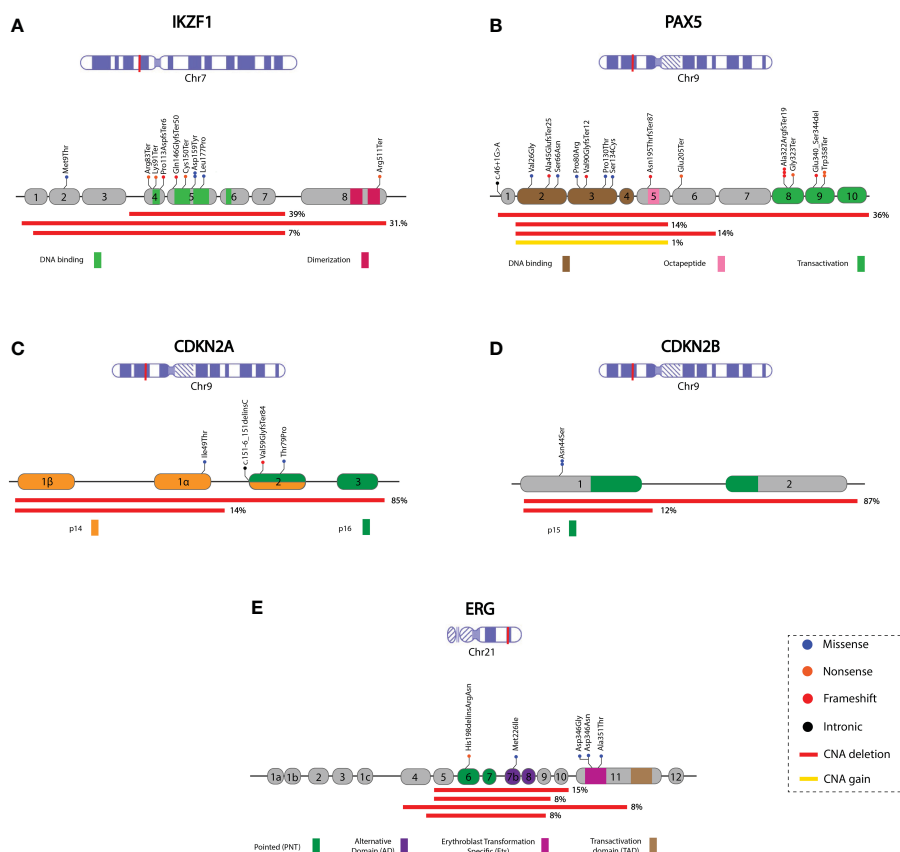 A
IKZF1
Chr7
Met9Thr
Arg83Ter
Lys91Ter
Pro113AspfsTer6
Gln146GlyfsTer50
Cys150Ter
Asp159Tyr
Leu177Pro
Arg511Ter
1 2 3 4 5 6 7 8
39%
31.%
7%
DNA binding
Dimerization
B
PAX5
Chr9
c.46+1G>A
Val26Gly
Ala45GlufsTer25
Ser66Asn
Pro80Arg
Val90GlyfsTer12
Pro130Thr
Ser134Cys
Asn195ThrfsTer87
Glu205Ter
Ala322ArgfsTer19
Gly323Ter
Glu340_Ser344del
Trp358Ter
1 2 3 4 5 6 7 8 9 10
36%
14%
14%
1%
DNA binding
Octapeptide
Transactivation
C
CDKN2A
Chr9
Ile49Thr
c.151-6_151delinsC
Val59GlyfsTer84
Thr79Pro
1β 1α 2 3
85%
14%
p14
p16
D
CDKN2B
Chr9
Asn44Ser
1 2
87%
12%
p15
E
ERG
Chr21
His198delinsArgAsn
Met226Ile
Asp346Gly
Asp346Asn
Ala351Thr
1a 1b 2 3 1c 4 5 6 7 7b 8 9 10 11 12
15%
8%
8%
8%
Pointed (PNT)
Alternative
Domain (AD)
Erythroblast Transformation
Specific (Ets)
Transactivation
domain (TAD)
Missense
Nonsense
Frameshift
Intronic
CNA deletion
CNA gain